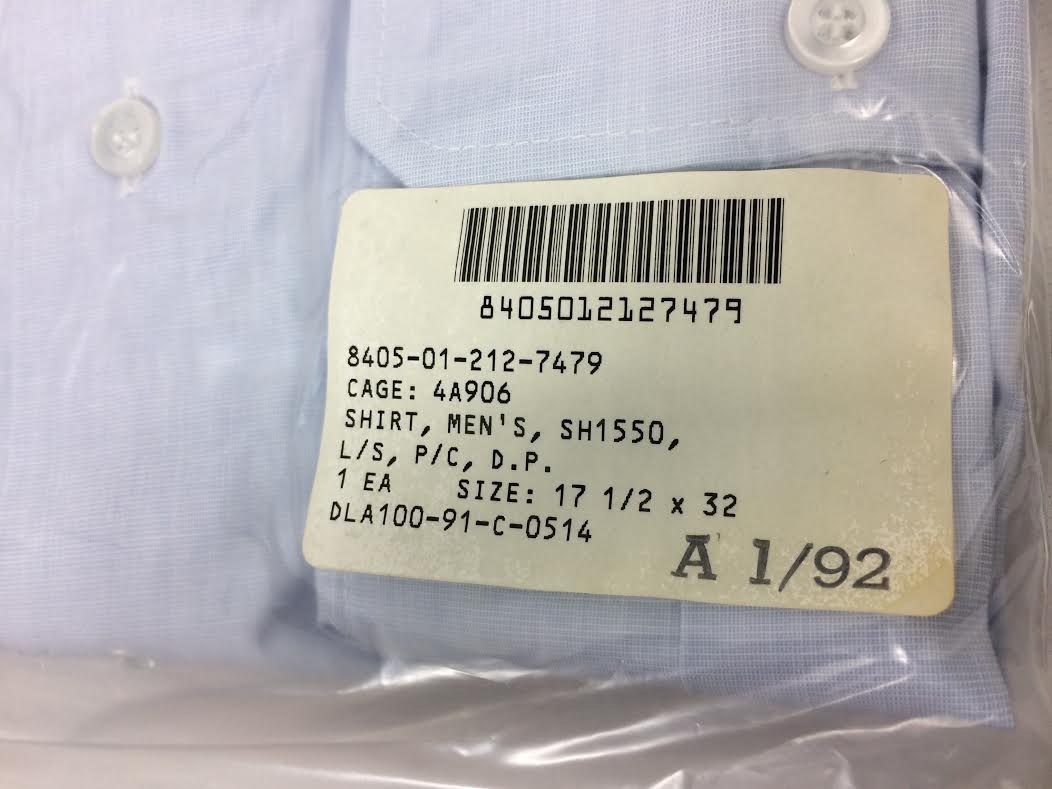 8405012127479
8405-01-212-7479
CAGE: 4A906
SHIRT, MEN'S, SH1550,
L/S, P/C, D.P.
1 EA SIZE: 17 1/2 x 32
DLA100-91-C-0514
A 1/92